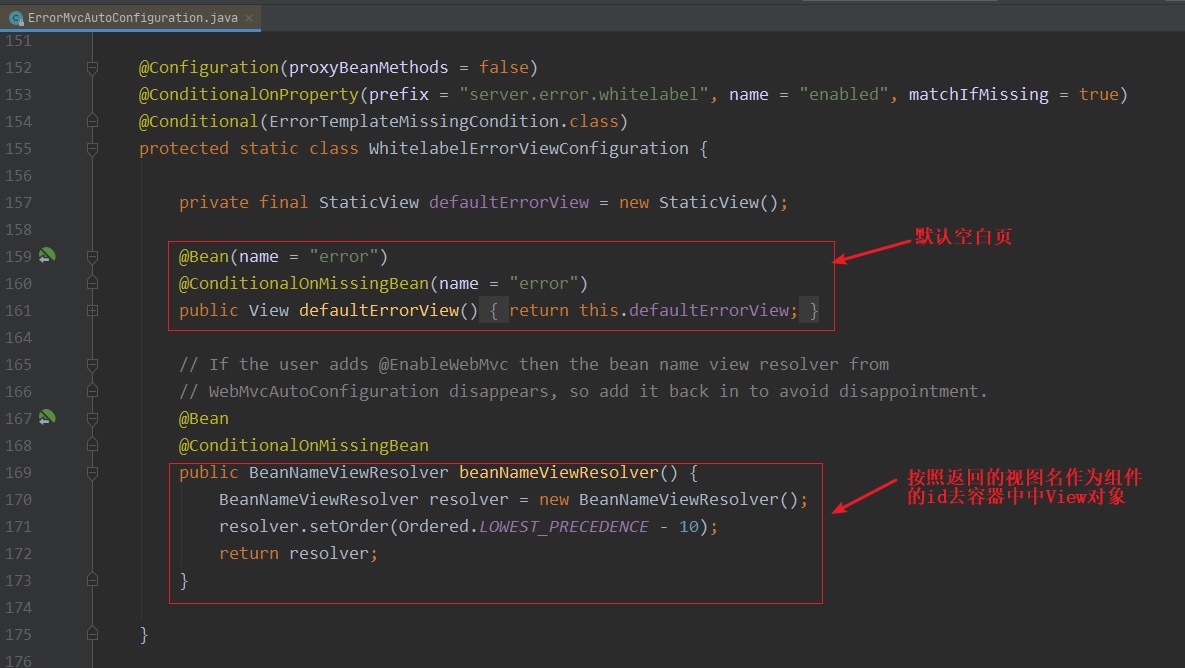 ErrorMvcAutoConfiguration.java
151
152 @Configuration(proxyBeanMethods = false)
153 @ConditionalOnProperty(prefix = "server.error.whitelabel", name = "enabled", matchIfMissing = true)
154 @Conditional(ErrorTemplateMissingCondition.class)
155 protected static class WhitelabelErrorViewConfiguration {
156
157 private final StaticView defaultErrorView = new StaticView();
158
默认空白页
159 @Bean(name = "error")
160 @ConditionalOnMissingBean(name = "error")
161 public View defaultErrorView() { return this.defaultErrorView; }
164
165 // If the user adds @EnableWebMvc then the bean name view resolver from
166 // WebMvcAutoConfiguration disappears, so add it back in to avoid disappointment.
167 @Bean
168 @ConditionalOnMissingBean
169 public BeanNameViewResolver beanNameViewResolver() {
按照返回的视图名作为组件
的id去容器中中View对象
170 BeanNameViewResolver resolver = new BeanNameViewResolver();
171 resolver.setOrder(Ordered.LOWEST_PRECEDENCE - 10);
172 return resolver;
173 }
174
175 }
176